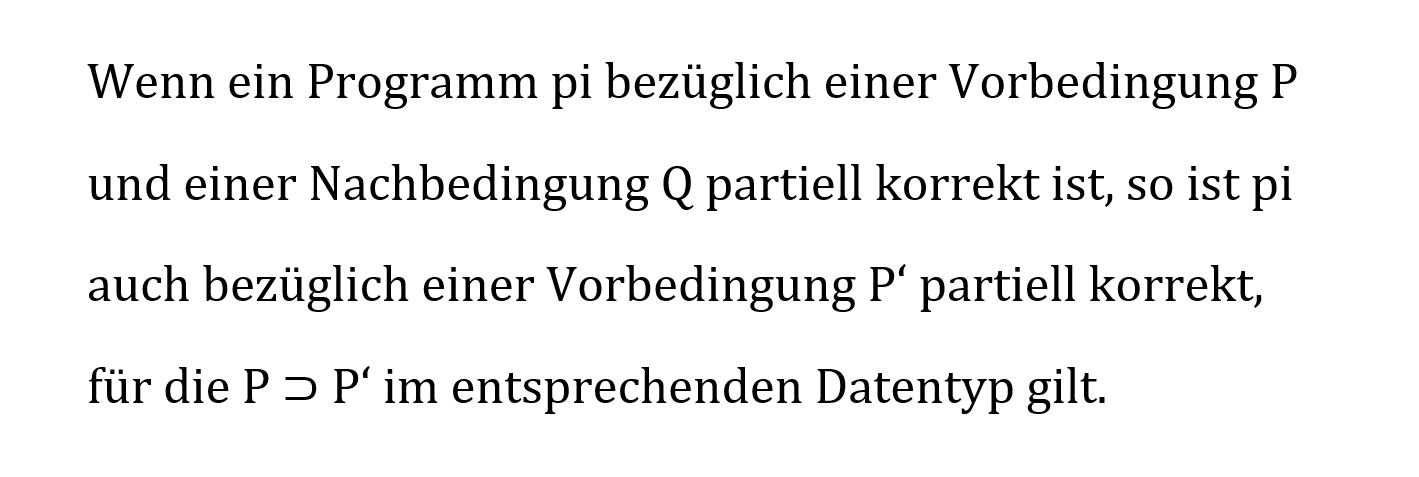 Wenn ein Programm pi bezüglich einer Vorbedingung P
und einer Nachbedingung Q partiell korrekt ist, so ist pi
auch bezüglich einer Vorbedingung P‘ partiell korrekt,
für die P ⊃ P‘ im entsprechenden Datentyp gilt.